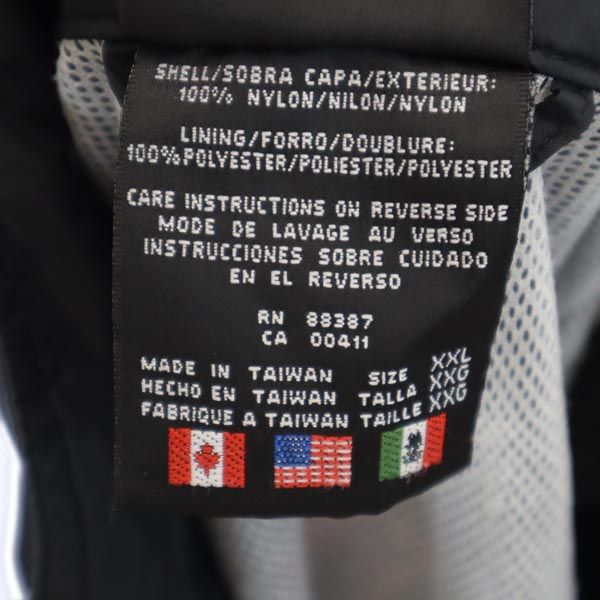 SHELL/SOBRA CAPA/EXTERIEUR:
100% NYLON/NILON/NYLON
LINING/FORRO/DOUBLURE:
100%POLYESTER/POLIESTER/POLYESTER
CARE INSTRUCTIONS ON REVERSE SIDE
MODE DE LAVAGE AU VERSO
INSTRUCCIONES SOBRE CUIDADO
EN EL REVERSO
RN 88387
CA 00411
MADE IN TAIWAN SIZE XXL
HECHO EN TAIWAN TALLA XXG
FABRIQUE A TAIWAN TAILLE XXG